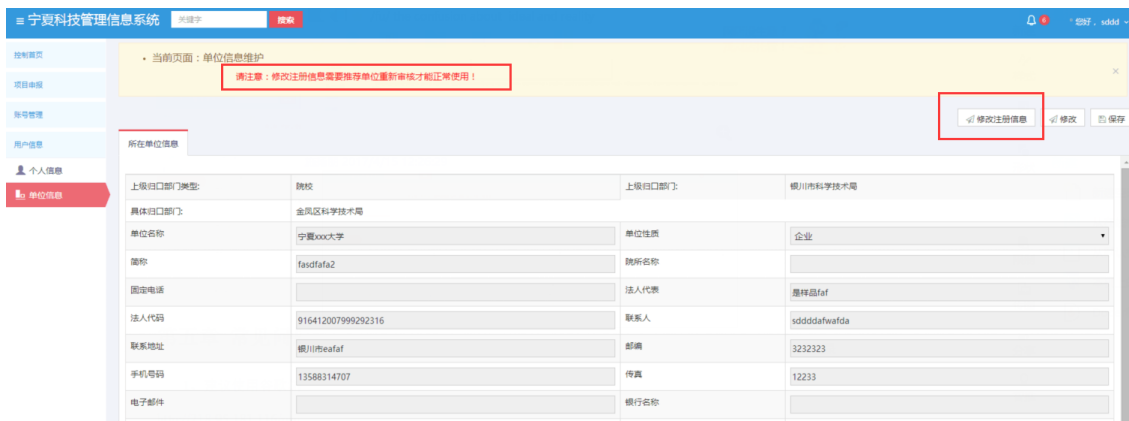 ≡ 宁夏科技管理信息系统 关键字 搜索 6 您好，sddd
控制首页
项目申报
账号管理
用户信息
个人信息
单位信息
• 当前页面：单位信息维护
请注意：修改注册信息需要推荐单位重新审核才能正常使用！
×
修改注册信息 修改 保存
所在单位信息
上级归口部门类型: 院校 上级归口部门: 银川市科学技术局
具体归口部门: 金凤区科学技术局
单位名称 宁夏xxx大学 单位性质 企业
简称 fasdfafa2 院所名称
固定电话 法人代表 是样品faf
法人代码 916412007999292316 联系人 sddddafwafda
联系地址 银川市eafaf 邮编 3232323
手机号码 13588314707 传真 12233
电子邮件 银行名称